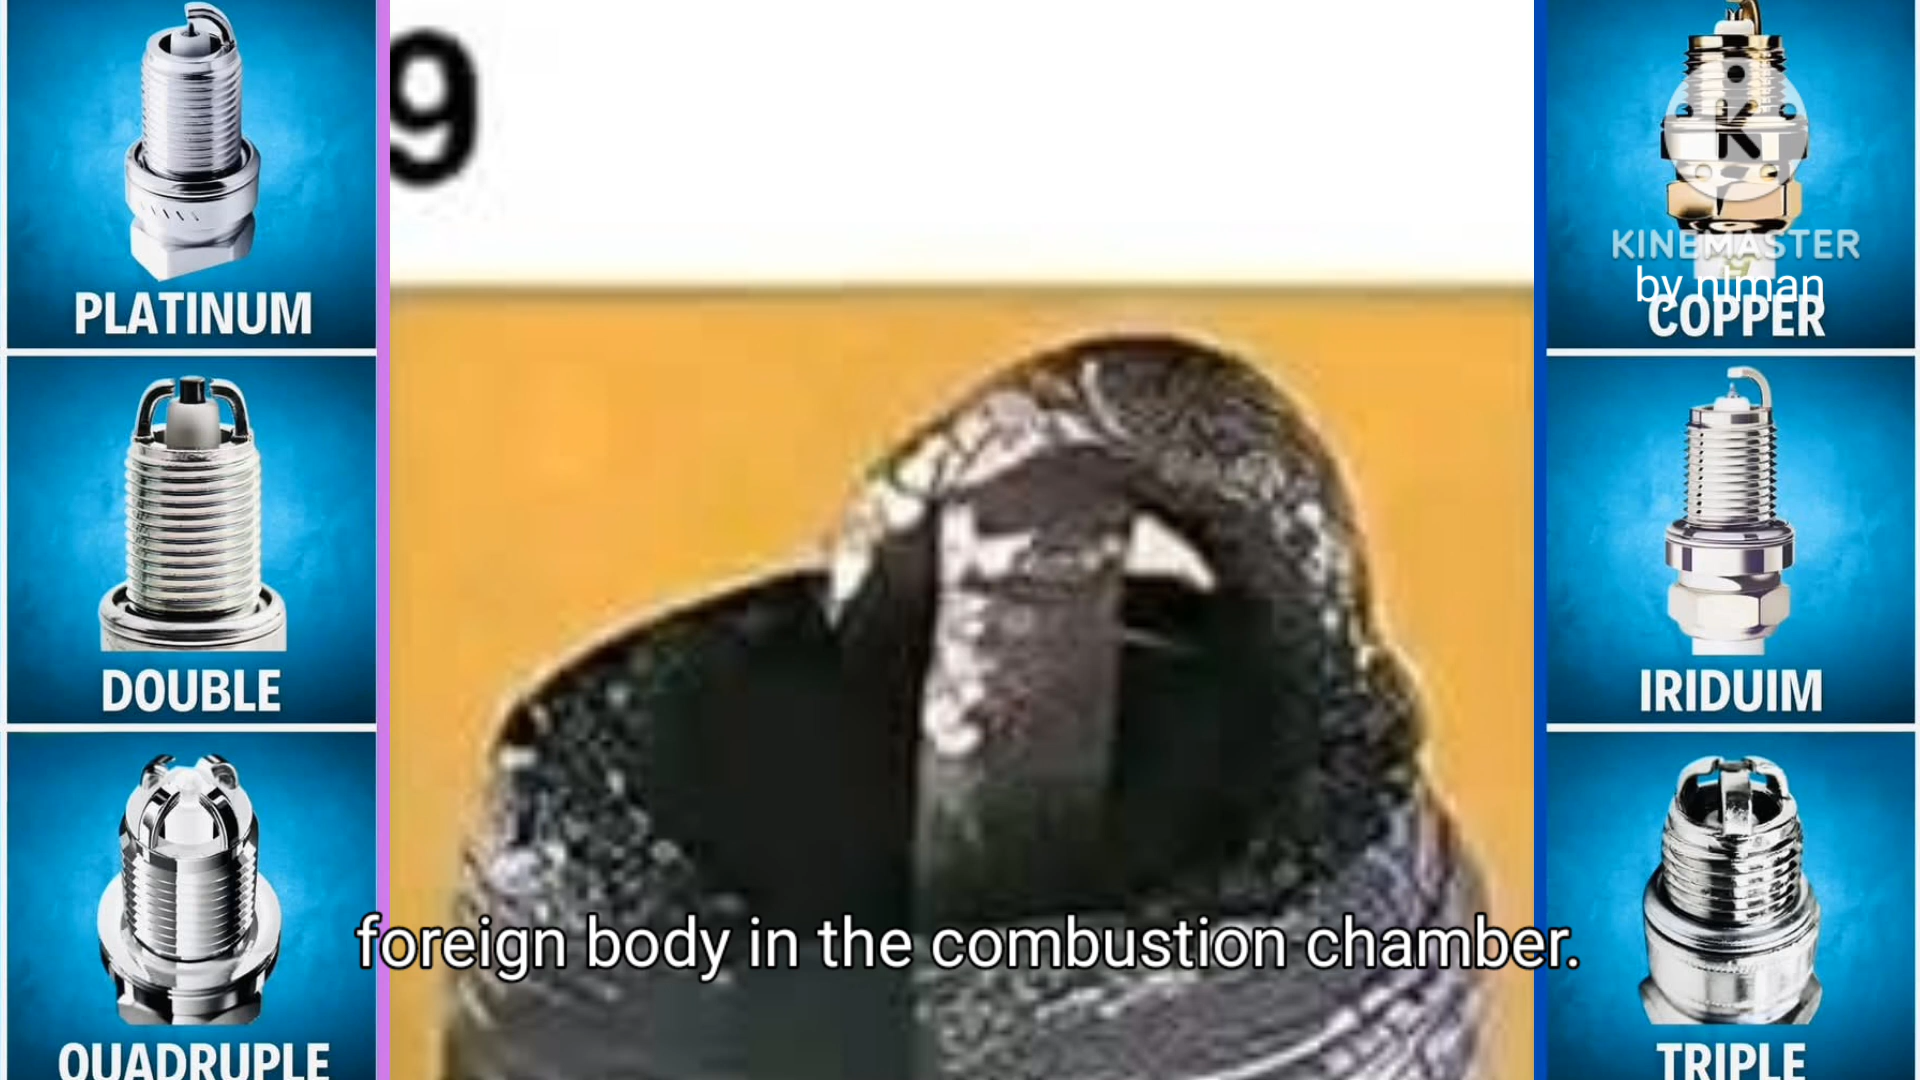 9
PLATINUM
DOUBLE
QUADRUPLE
K
KINEMASTER
by nlman
COPPER
IRIDUIM
TRIPLE
foreign body in the combustion chamber.